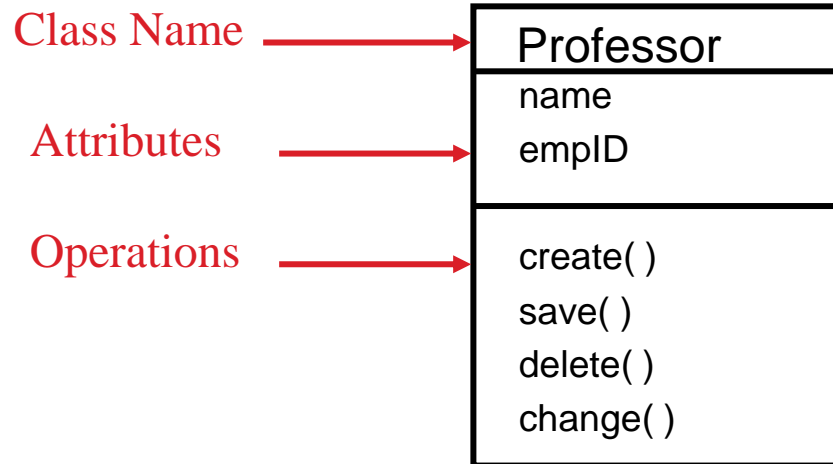 Class Name
Professor
name
Attributes
empID
Operations
create( )
save( )
delete( )
change( )